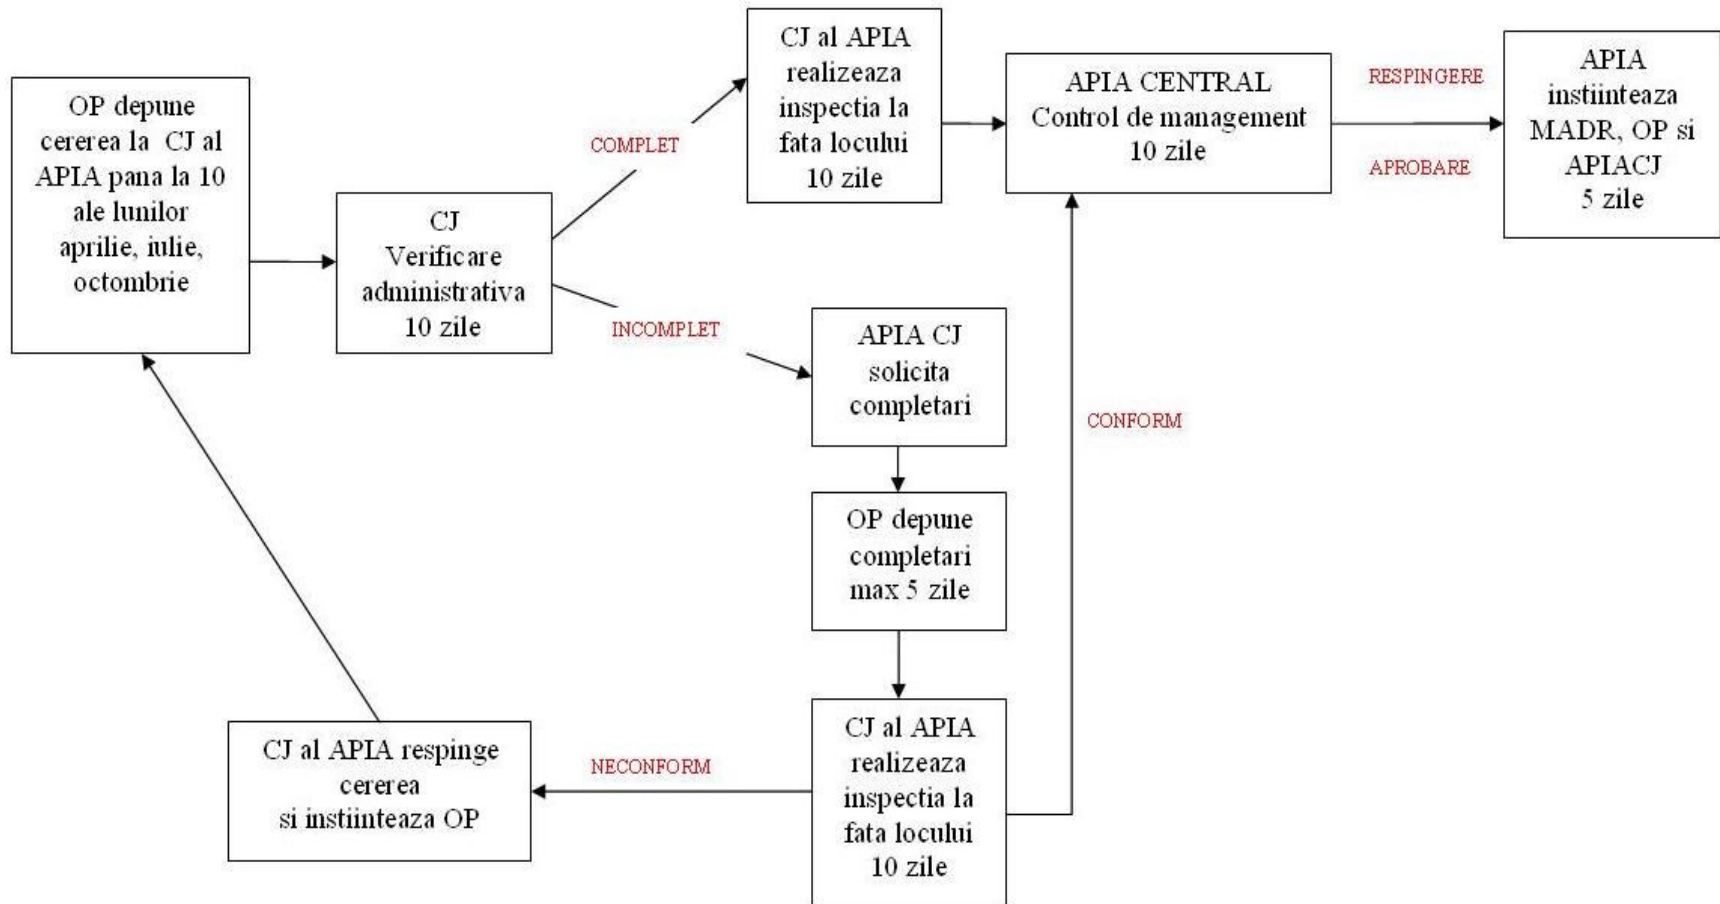 OP depune
cererea la CJ al
APIA pana la 10
ale lunilor
aprilie, iulie,
octombrie
CJ
Verificare
administrativa
10 zile
COMPLET
INCOMPLET
CJ al APIA
realizeaza
inspectia la
fata locului
10 zile
APIA CENTRAL
Control de management
10 zile
RESPINGERE
APROBARE
APIA
instiinteaza
MADR, OP si
APIACJ
5 zile
APIA CJ
solicita
completari
OP depune
completari
max 5 zile
CJ al APIA
realizeaza
inspectia la
fata locului
10 zile
CONFORM
NECONFORM
CJ al APIA respinge
cererea
si instiinteaza OP